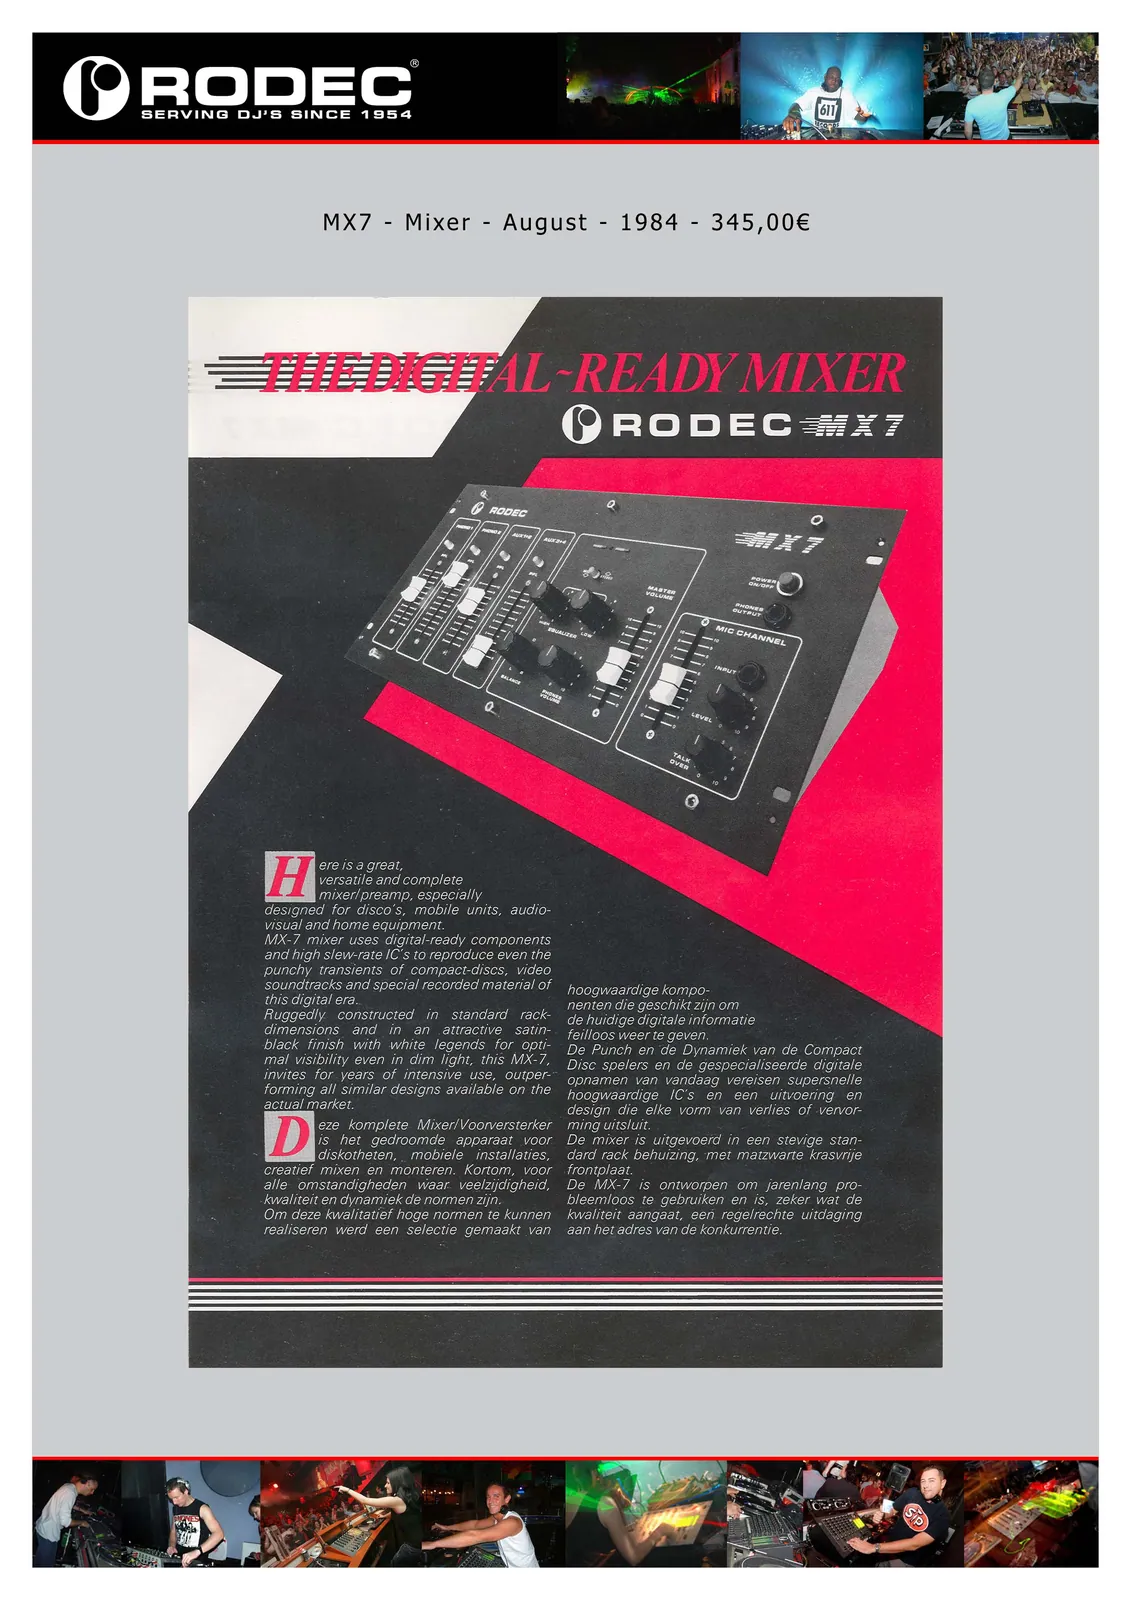 RODEC®
SERVING DJ'S SINCE 1954
611
MX7 - Mixer - August - 1984 - 345,00€
THE DIGITAL-READY MIXER
RODEC MX7
RODEC
MX7
PHONO 1
PHONO 2
AUX 1+2
AUX 3+4
POWER
ON/OFF
PHONES
OUTPUT
MASTER
VOLUME
MIC CHANNEL
INPUT
HIGH
EQUALIZER
LOW
BALANCE
PHONES
VOLUME
LEVEL
TALK
OVER
Here is a great,
versatile and complete
mixer/preamp, especially
designed for disco's, mobile units, audio-
visual and home equipment.
MX-7 mixer uses digital-ready components
and high slew-rate IC's to reproduce even the
punchy transients of compact-discs, video
soundtracks and special recorded material of
this digital era.
Ruggedly constructed in standard rack-
dimensions and in an attractive satin-
black finish with white legends for opti-
mal visibility even in dim light, this MX-7,
invites for years of intensive use, outper-
forming all similar designs available on the
actual market.
Deze komplete Mixer/Voorversterker
is het gedroomde apparaat voor
diskotheten, mobiele installaties,
creatief mixen en monteren. Kortom, voor
alle omstandigheden waar veelzijdigheid,
kwaliteit en dynamiek de normen zijn.
Om deze kwalitatief hoge normen te kunnen
realiseren werd een selectie gemaakt van
hoogwaardige kompo-
nenten die geschikt zijn om
de huidige digitale informatie
feilloos weer te geven.
De Punch en de Dynamiek van de Compact
Disc spelers en de gespecialiseerde digitale
opnamen van vandaag vereisen supersnelle
hoogwaardige IC's en een uitvoering en
design die elke vorm van verlies of vervor-
ming uitsluit.
De mixer is uitgevoerd in een stevige stan-
dard rack behuizing, met matzwarte krasvrije
frontplaat.
De MX-7 is ontworpen om jarenlang pro-
bleemloos te gebruiken en is, zeker wat de
kwaliteit aangaat, een regelrechte uitdaging
aan het adres van de konkurrentie.